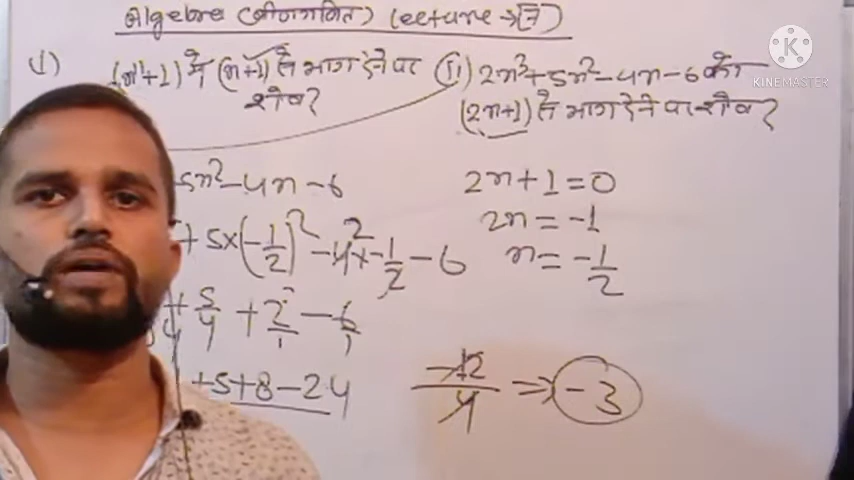 Algebra (बीजगणित) Lecture →
(i) में (x+1) से भाग देने पर
शेष?
(ii) 2x³+5x²-4x-6 को
(2x+1) से भाग देने पर शेष?
5x²-4x-6
+ 5×(-1/2)² -4×-1/2 -6
+ 5/4 + 2/1 - 6/1
+5+8-24
2x+1=0
2x=-1
x=-1/2
-12/4 ⇒ -3
K
KINEMASTER